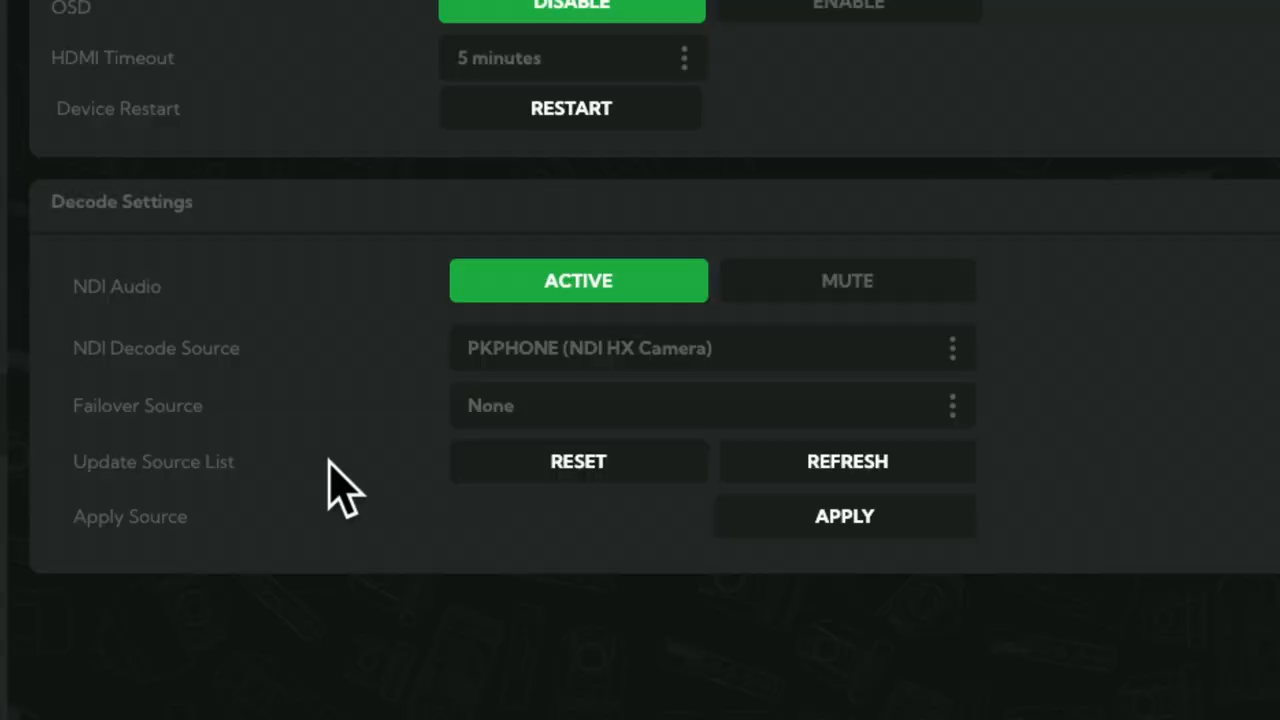 OSD DISABLE ENABLE
HDMI Timeout 5 minutes
Device Restart RESTART
Decode Settings
NDI Audio ACTIVE MUTE
NDI Decode Source PKPHONE (NDI HX Camera)
Failover Source None
Update Source List RESET REFRESH
Apply Source APPLY